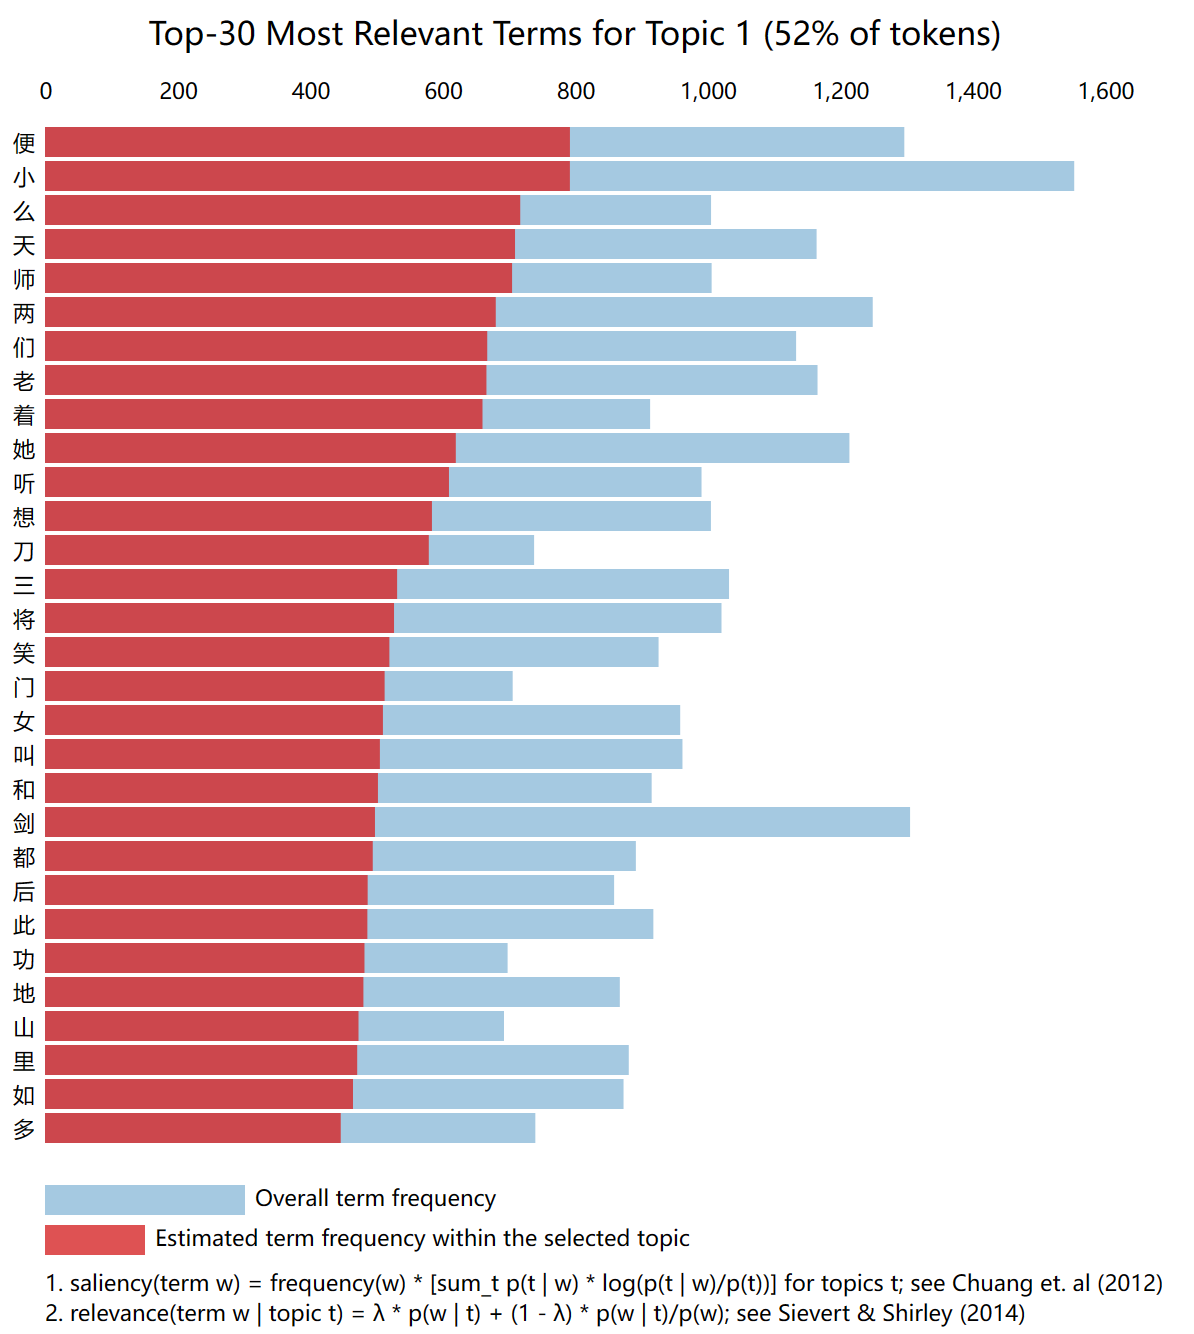 Top-30 Most Relevant Terms for Topic 1 (52% of tokens)
0 200 400 600 800 1,000 1,200 1,400 1,600
便
小
么
天
师
两
们
老
着
她
听
想
刀
三
将
笑
门
女
叫
和
剑
都
后
此
功
地
山
里
如
多
Overall term frequency
Estimated term frequency within the selected topic
1. saliency(term w) = frequency(w) * [sum_t p(t | w) * log(p(t | w)/p(t))] for topics t; see Chuang et. al (2012)
2. relevance(term w | topic t) = λ * p(w | t) + (1 - λ) * p(w | t)/p(w); see Sievert & Shirley (2014)